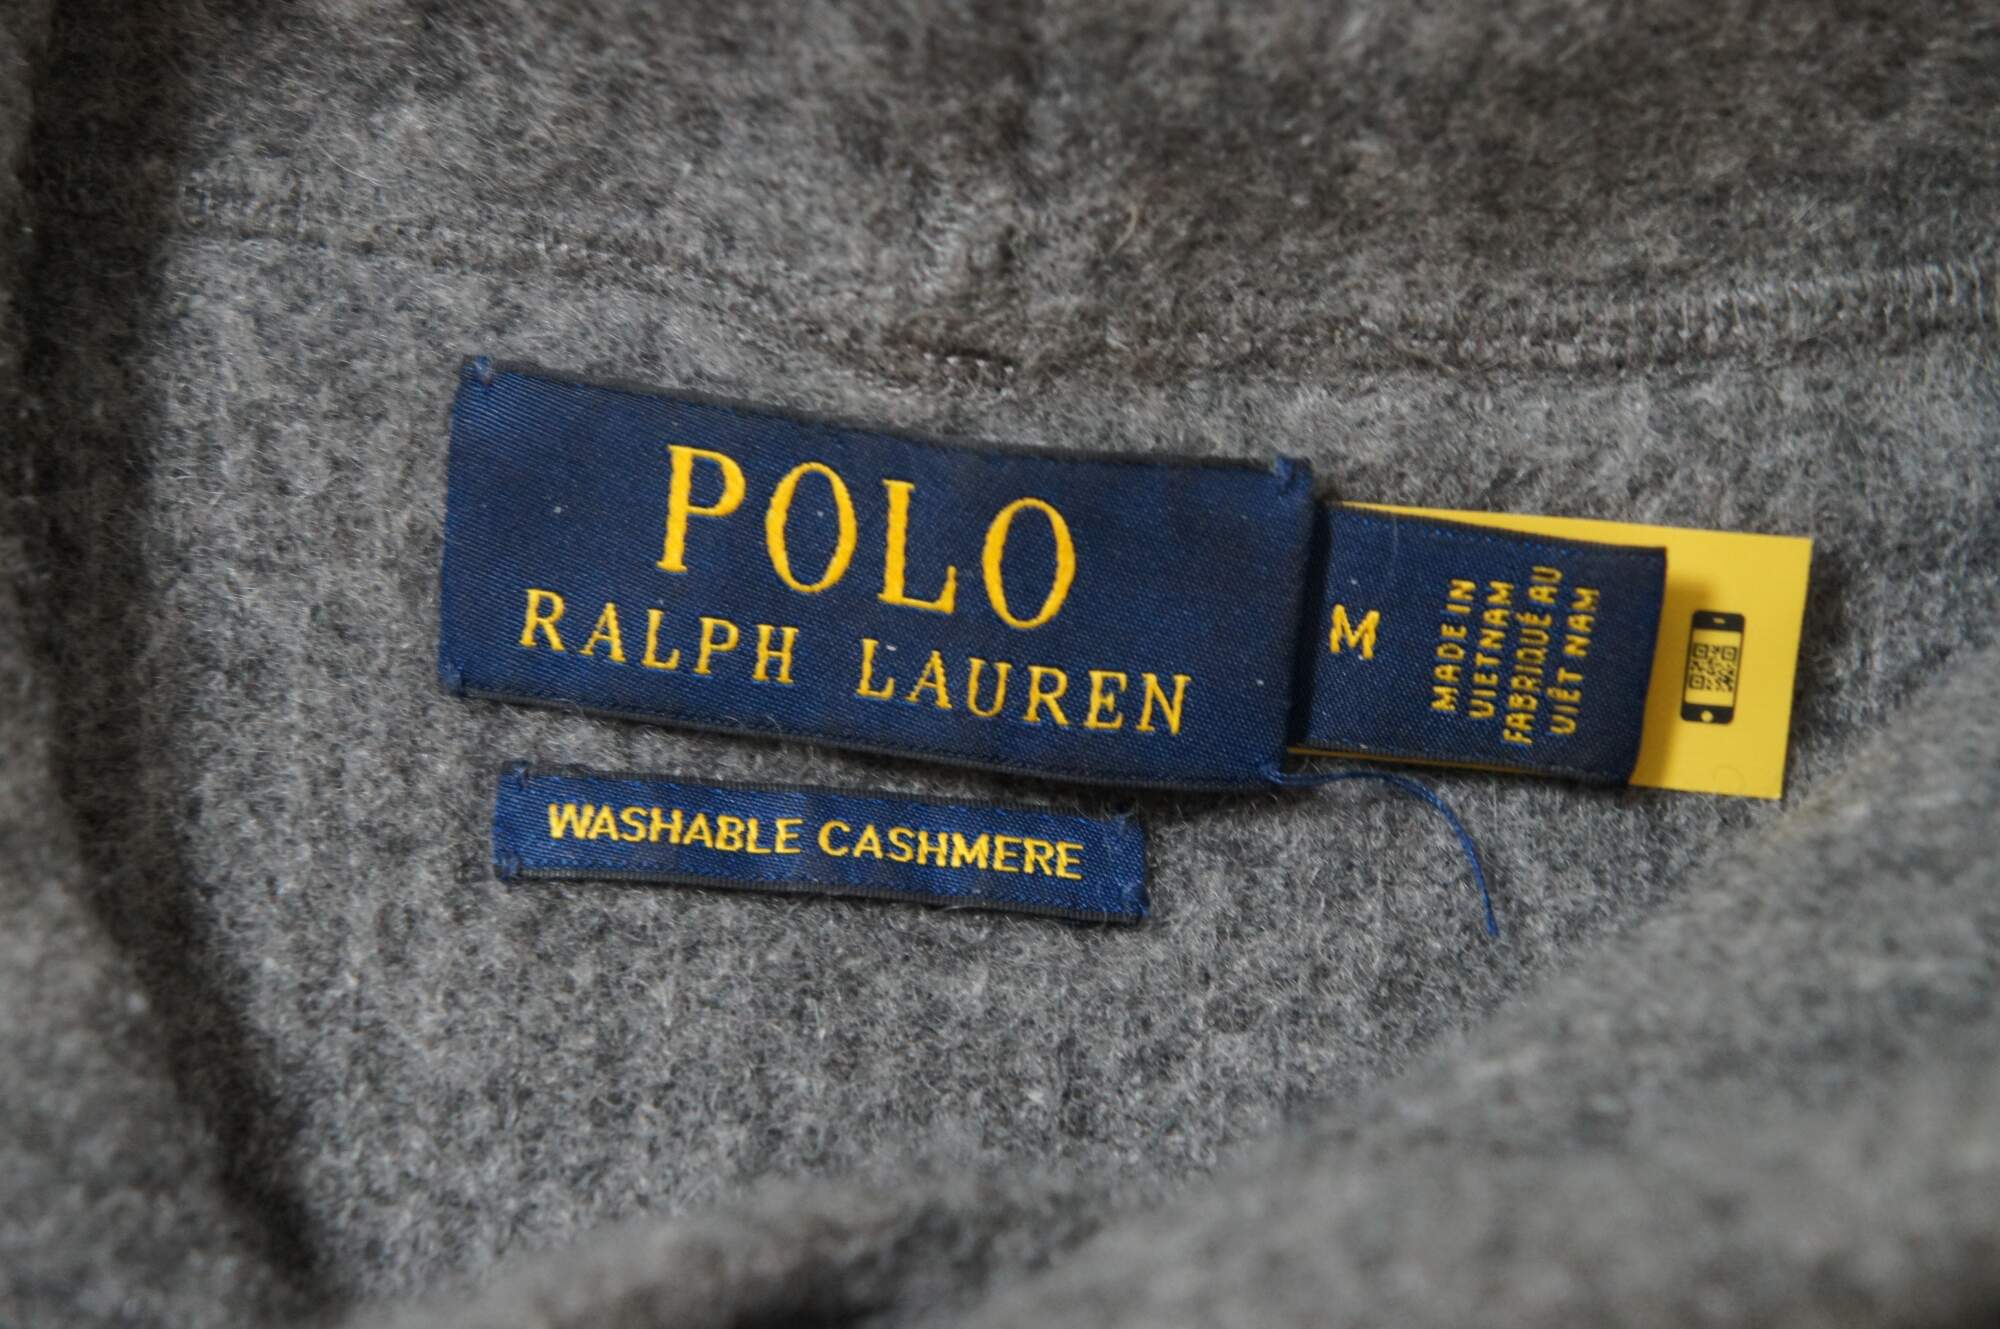 POLO
RALPH LAUREN
M
MADE IN
VIETNAM
FABRIQUÉ AU
VIÊT NAM
WASHABLE CASHMERE